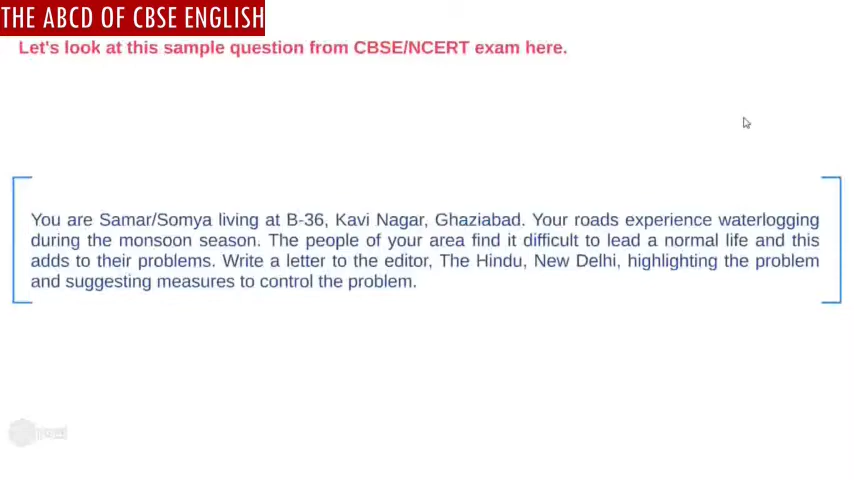 THE ABCD OF CBSE ENGLISH
Let's look at this sample question from CBSE/NCERT exam here.
You are Samar/Somya living at B-36, Kavi Nagar, Ghaziabad. Your roads experience waterlogging
during the monsoon season. The people of your area find it difficult to lead a normal life and this
adds to their problems. Write a letter to the editor, The Hindu, New Delhi, highlighting the problem
and suggesting measures to control the problem.